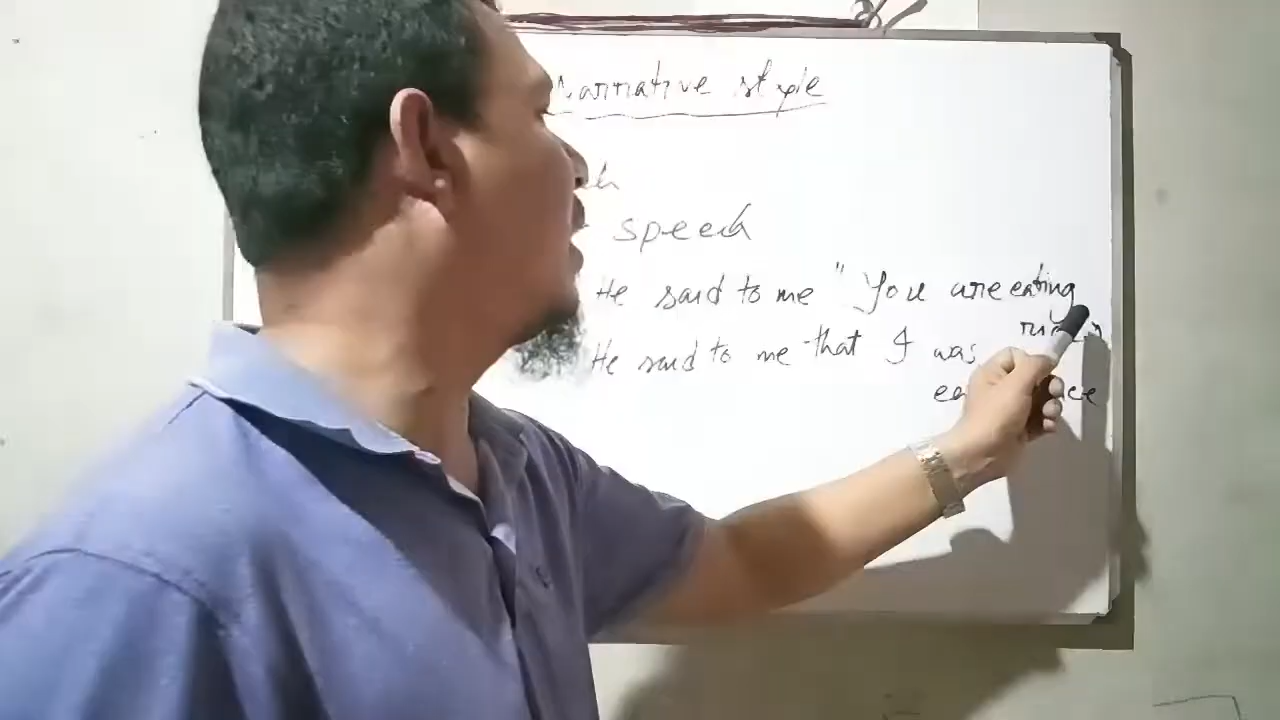 Narrative style
speech
He said to me "You are eating
He said to me that I was